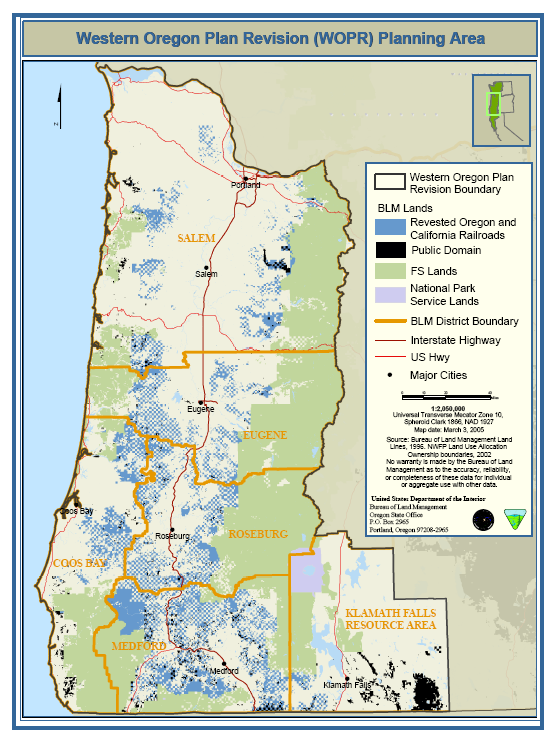 Western Oregon Plan Revision (WOPR) Planning Area
z
Portland
SALEM
Salem
Eugene
EUGENE
Coos Bay
Roseburg
ROSEBURG
COOS BAY
KLAMATH FALLS
RESOURCE AREA
MEDFORD
Medford
Klamath Falls
Western Oregon Plan
Revision Boundary
BLM Lands
Revested Oregon and
California Railroads
Public Domain
FS Lands
National Park
Service Lands
BLM District Boundary
Interstate Highway
US Hwy
Major Cities
1:2,050,000
Universal Transverse Mecator Zone 10,
Spheroid Clark 1866, NAD 1927
Map date: March 3, 2005
Source: Bureau of Land Management Land
Lines, 1996. NWFP Land Use Allocation
Ownership boundaries, 2002
No warranty is made by the Bureau of Land
Management as to the accuracy, reliability,
or completeness of these data for individual
or aggregate use with other data.
United States Department of the Interior
Bureau of Land Management
Oregon State Office
P.O. Box 2965
Portland, Oregon 97208-2965